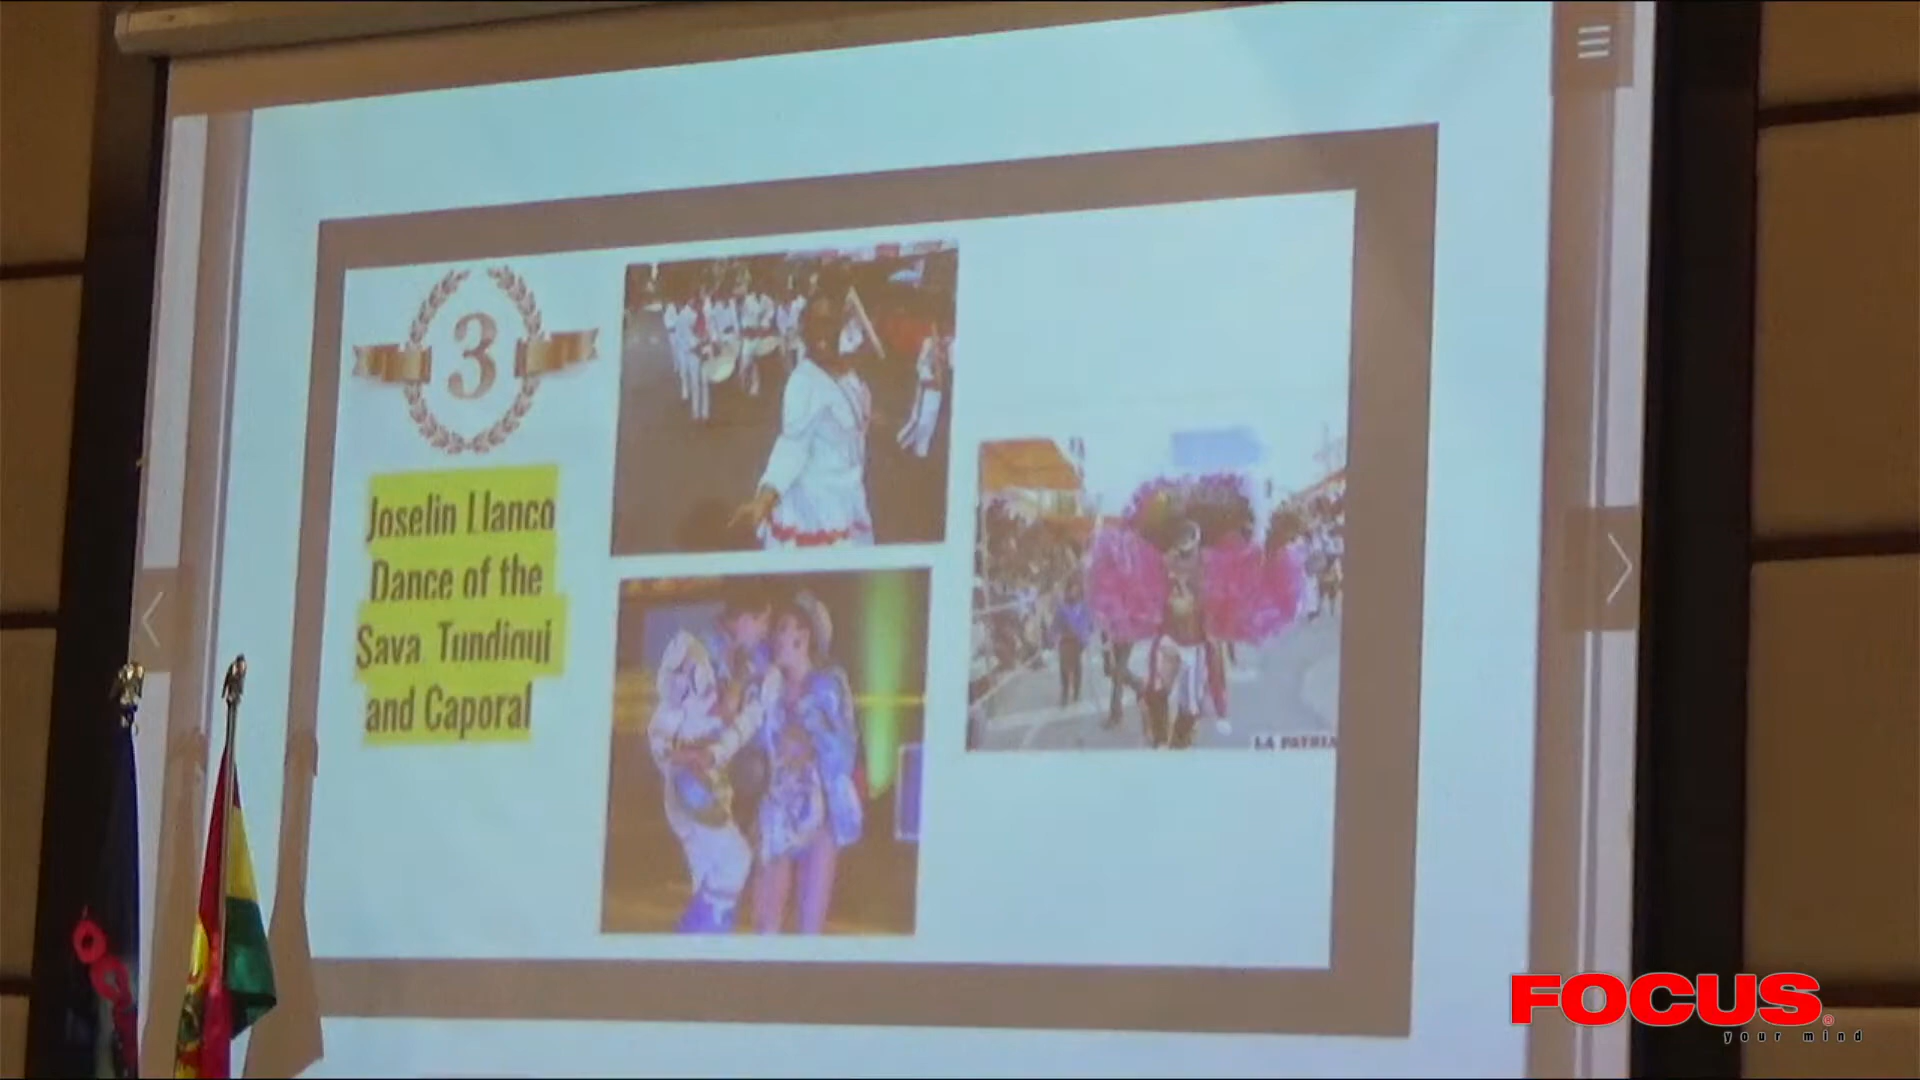 3
Joselin Llanco
Dance of the
Saya, Tundiqui
and Caporal
LA PATRIA
FOCUS
your mind